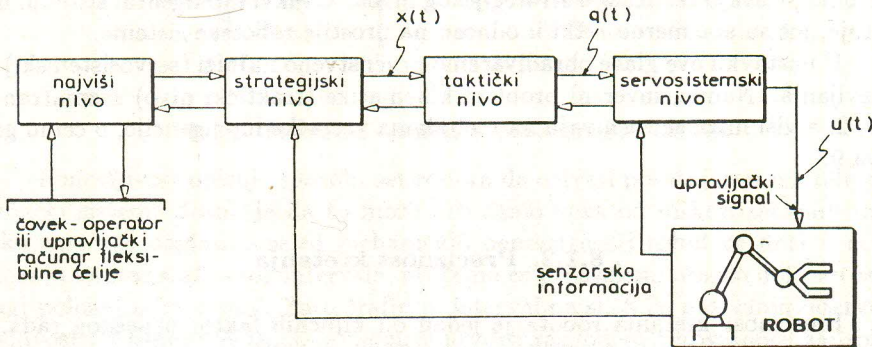 x(t)
q(t)
najviši
nivo
strategijski
nivo
taktički
nivo
servosistemski
nivo
u(t)
upravljački
signal
čovek-operator
ili upravljački
računar fleksi-
bilne ćelije
senzorska
informacija
ROBOT